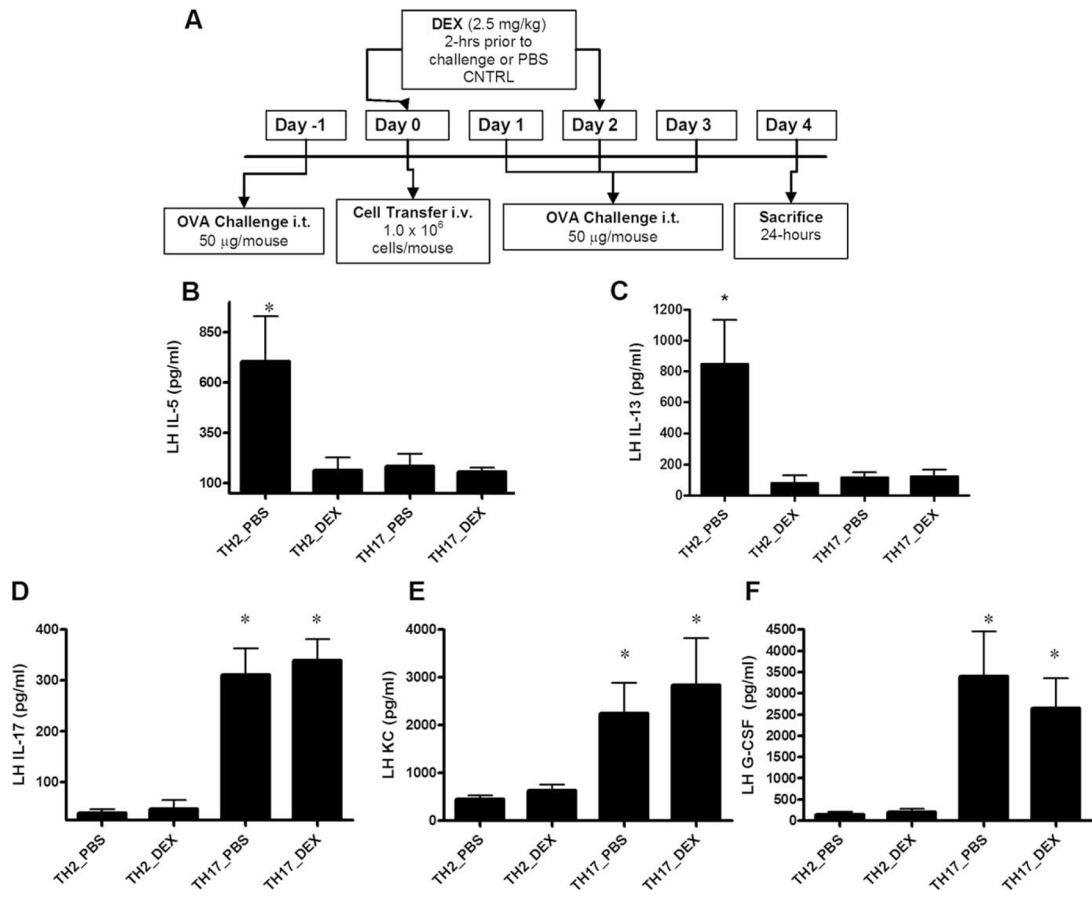 A
DEX (2.5 mg/kg)
2-hrs prior to
challenge or PBS
CNTRL
Day -1
Day 0
Day 1
Day 2
Day 3
Day 4
OVA Challenge i.t.
50 μg/mouse
Cell Transfer i.v.
1.0 x 10⁶
cells/mouse
OVA Challenge i.t.
50 μg/mouse
Sacrifice
24-hours
B
LH IL-5 (pg/ml)
850
600
350
100
*
TH2_PBS
TH2_DEX
TH17_PBS
TH17_DEX
C
LH IL-13 (pg/ml)
1200
1000
800
600
400
200
0
*
TH2_PBS
TH2_DEX
TH17_PBS
TH17_DEX
D
LH IL-17 (pg/ml)
400
300
200
100
* *
TH2_PBS
TH2_DEX
TH17_PBS
TH17_DEX
E
LH KC (pg/ml)
4000
3000
2000
1000
0
* *
TH2_PBS
TH2_DEX
TH17_PBS
TH17_DEX
F
LH G-CSF (pg/ml)
4500
4000
3500
3000
2500
2000
1500
1000
500
0
* *
TH2_PBS
TH2_DEX
TH17_PBS
TH17_DEX